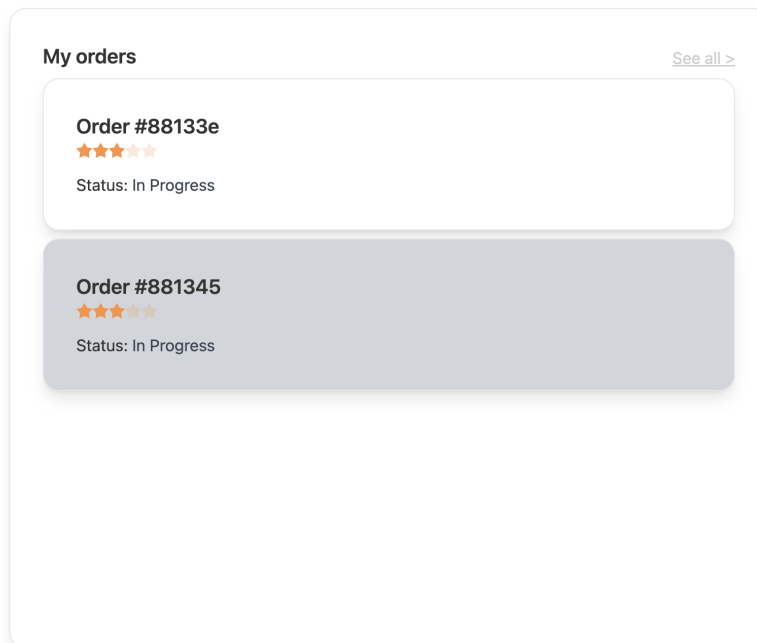 My orders
See all >
Order #88133e
Status: In Progress
Order #881345
Status: In Progress